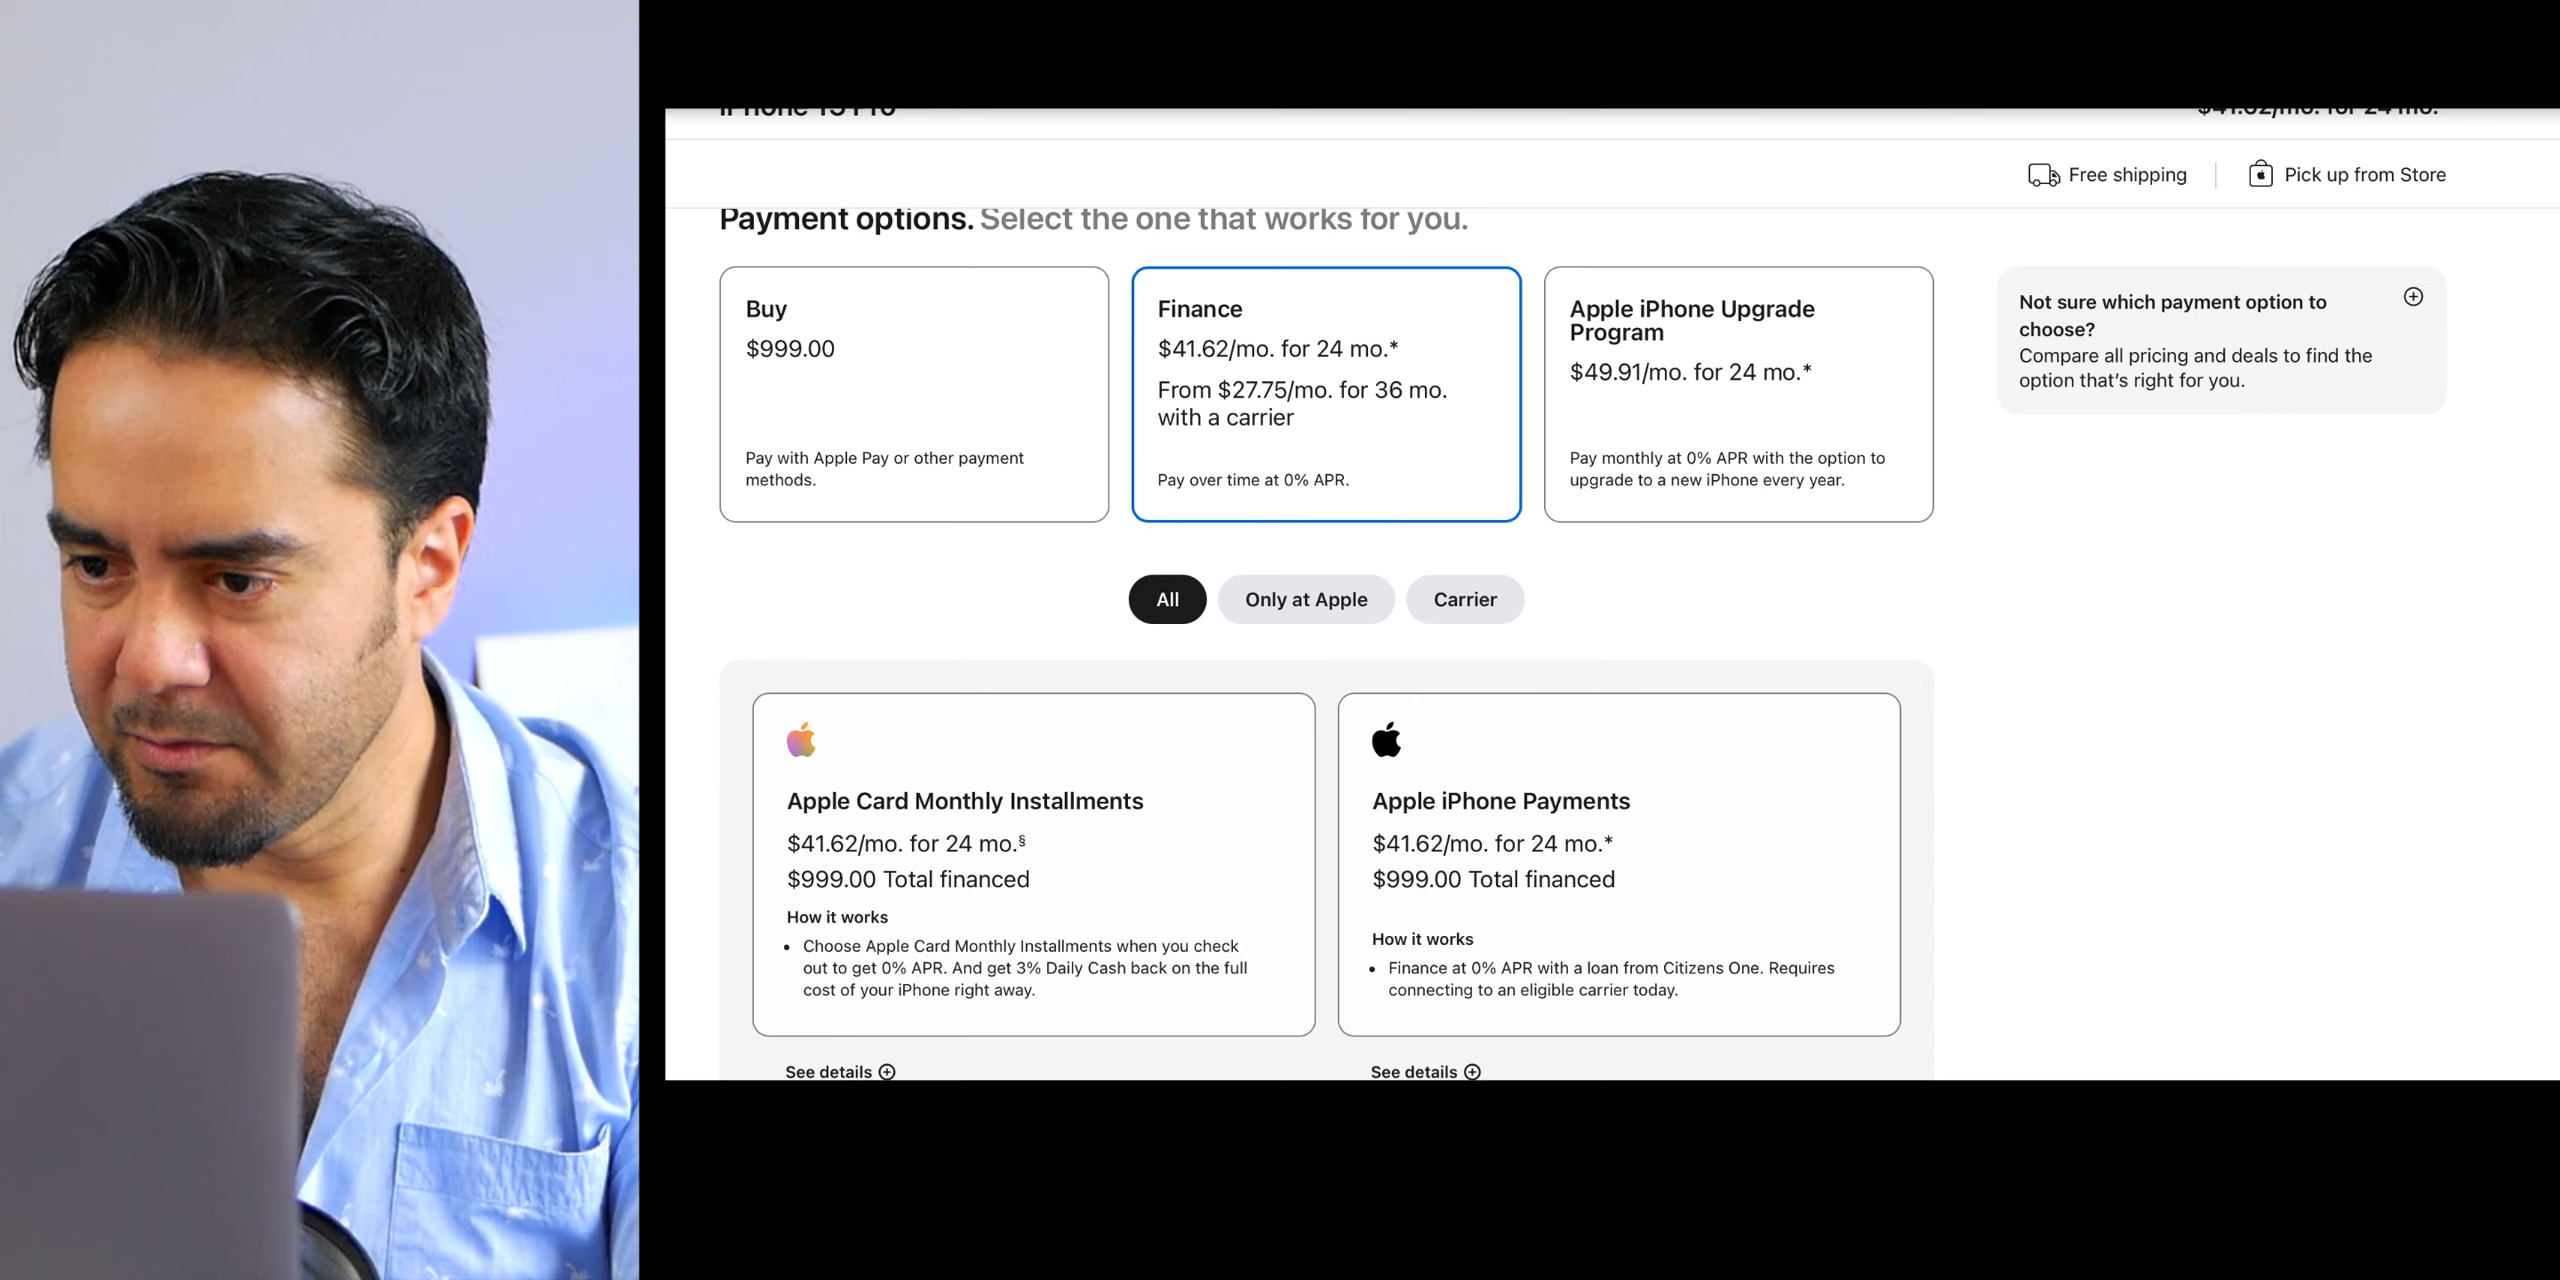 Free shipping
Pick up from Store
Payment options. Select the one that works for you.
Buy
$999.00
Pay with Apple Pay or other payment
methods.
Finance
$41.62/mo. for 24 mo.*
From $27.75/mo. for 36 mo.
with a carrier
Pay over time at 0% APR.
Apple iPhone Upgrade
Program
$49.91/mo. for 24 mo.*
Pay monthly at 0% APR with the option to
upgrade to a new iPhone every year.
Not sure which payment option to
choose?
Compare all pricing and deals to find the
option that's right for you.
All
Only at Apple
Carrier
Apple Card Monthly Installments
$41.62/mo. for 24 mo.§
$999.00 Total financed
How it works
• Choose Apple Card Monthly Installments when you check
out to get 0% APR. And get 3% Daily Cash back on the full
cost of your iPhone right away.
See details
Apple iPhone Payments
$41.62/mo. for 24 mo.*
$999.00 Total financed
How it works
• Finance at 0% APR with a loan from Citizens One. Requires
connecting to an eligible carrier today.
See details